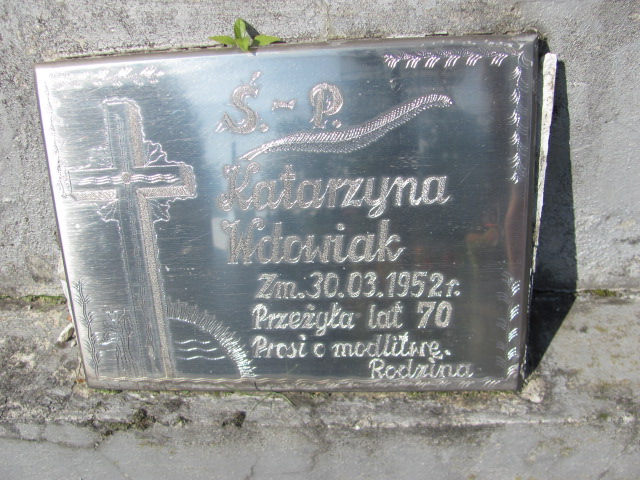 Ś.-P.
Katarzyna
Wdowiak
Zm. 30.03.1952 r.
Przeżyła lat 70
Prosi o modlitwę.
Rodzina